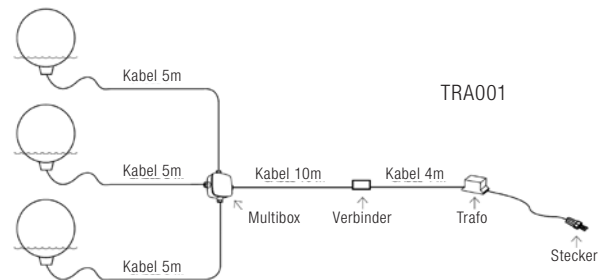 Kabel 5m
TRA001
Kabel 5m
Kabel 10m
Kabel 4m
Multibox
Verbinder
Trafo
Stecker
Kabel 5m